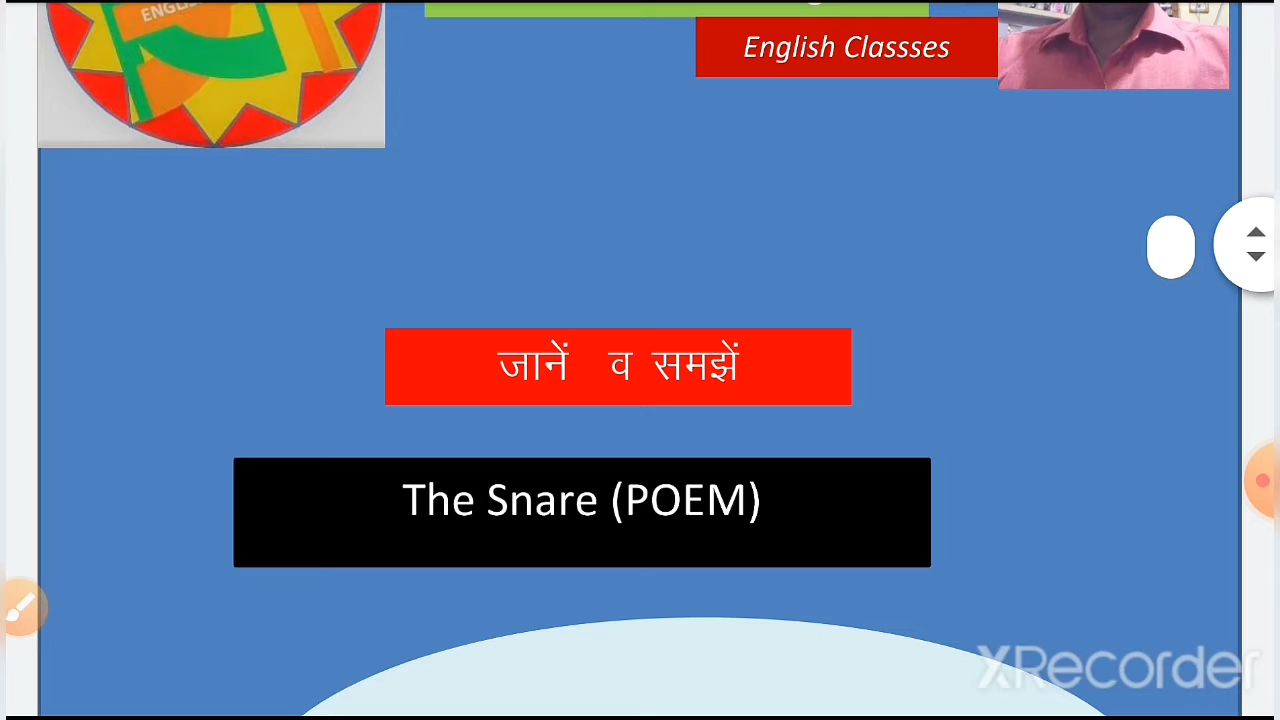 English Classses
जानें व समझें
The Snare (POEM)
XRecorder